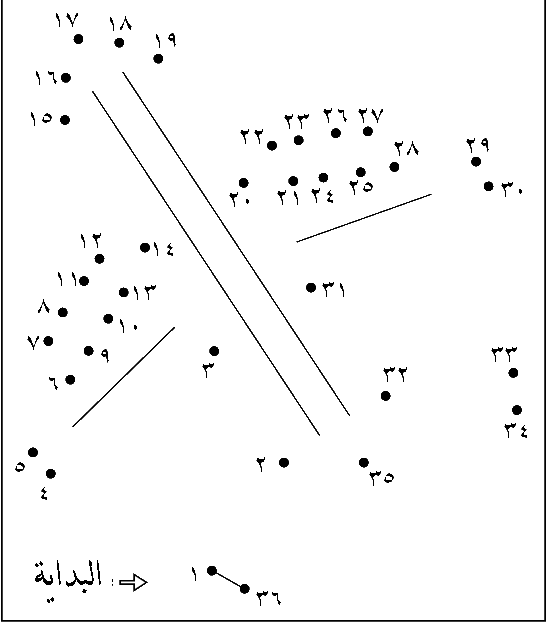 ١٧ ١٨ ١٩
١٦
١٥
٢٢ ٢٣ ٢٦ ٢٧
٢٨ ٢٩
٢٠ ٢١ ٢٤ ٢٥ ٣٠
١٢ ١٤
١١ ١٣ ٣١
٨ ١٠
٧ ٩
٦ ٣ ٣٢ ٣٣
٣٤
٥ ٢ ٣٥
٤
البداية :
١ ٣٦